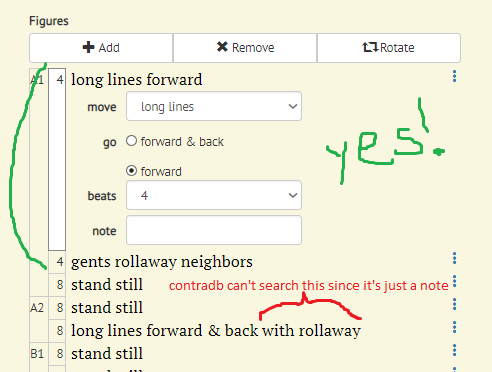 Figures
Add Remove Rotate
A1 4 long lines forward
move long lines
go forward & back
forward
beats 4
note
yes!
4 gents rollaway neighbors
8 stand still contradb can't search this since it's just a note
A2 8 stand still
8 long lines forward & back with rollaway
B1 8 stand still